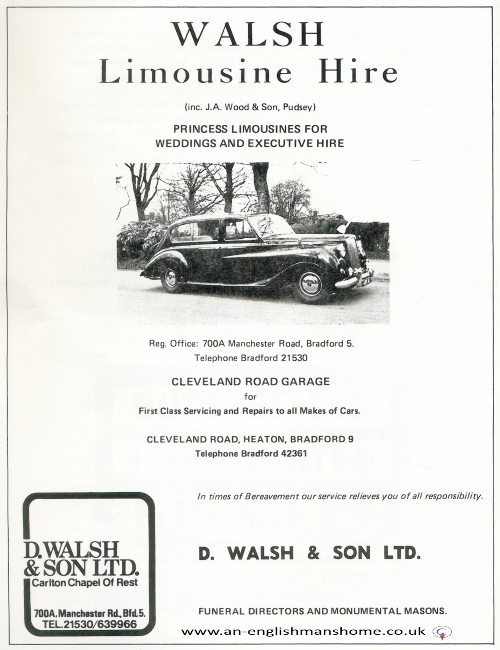 WALSH
Limousine Hire
(inc. J.A. Wood & Son, Pudsey)
PRINCESS LIMOUSINES FOR
WEDDINGS AND EXECUTIVE HIRE
Reg. Office: 700A Manchester Road, Bradford 5.
Telephone Bradford 21530
CLEVELAND ROAD GARAGE
for
First Class Servicing and Repairs to all Makes of Cars.
CLEVELAND ROAD, HEATON, BRADFORD 9
Telephone Bradford 42361
In times of Bereavement our service relieves you of all responsibility.
D.WALSH
& SON LTD.
Carlton Chapel Of Rest
700A, Manchester Rd., Bfd. 5.
TEL.21530/639966
D. WALSH & SON LTD.
FUNERAL DIRECTORS AND MONUMENTAL MASONS.
www.an-englishmanshome.co.uk